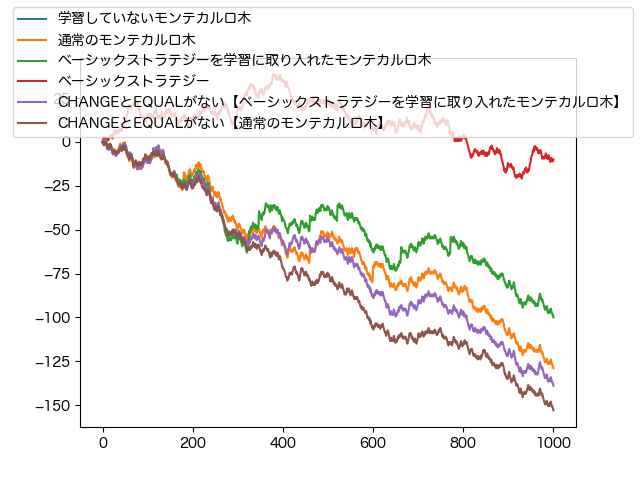 学習していないモンテカルロ木
通常のモンテカルロ木
ベーシックストラテジーを学習に取り入れたモンテカルロ木
ベーシックストラテジー
CHANGEとEQUALがない【ベーシックストラテジーを学習に取り入れたモンテカルロ木】
CHANGEとEQUALがない【通常のモンテカルロ木】
25
0
−25
−50
−75
−100
−125
−150
0 200 400 600 800 1000